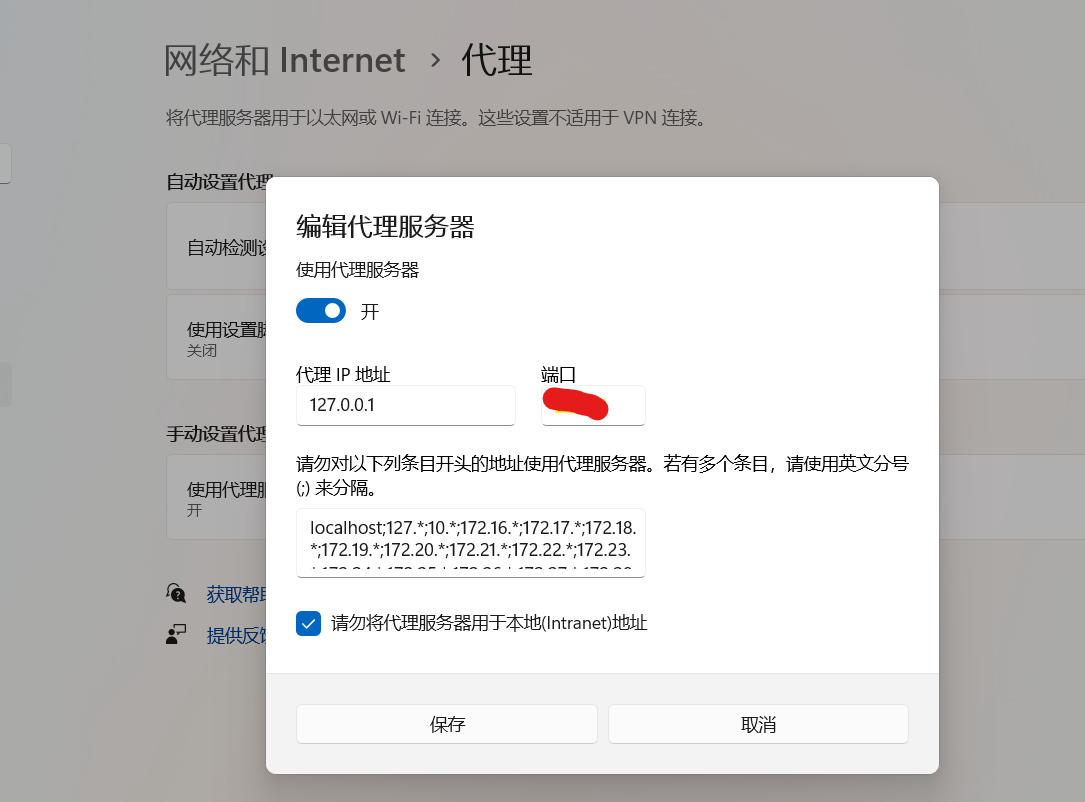 网络和 Internet › 代理
将代理服务器用于以太网或 Wi-Fi 连接。这些设置不适用于 VPN 连接。
自动设置代理
自动检测设
使用设置脚
关闭
手动设置代理
使用代理服
开
获取帮助
提供反馈
编辑代理服务器
使用代理服务器
开
代理 IP 地址
端口
127.0.0.1
请勿对以下列条目开头的地址使用代理服务器。若有多个条目，请使用英文分号
(;) 来分隔。
localhost;127.*;10.*;172.16.*;172.17.*;172.18.
*;172.19.*;172.20.*;172.21.*;172.22.*;172.23.
请勿将代理服务器用于本地(Intranet)地址
保存
取消